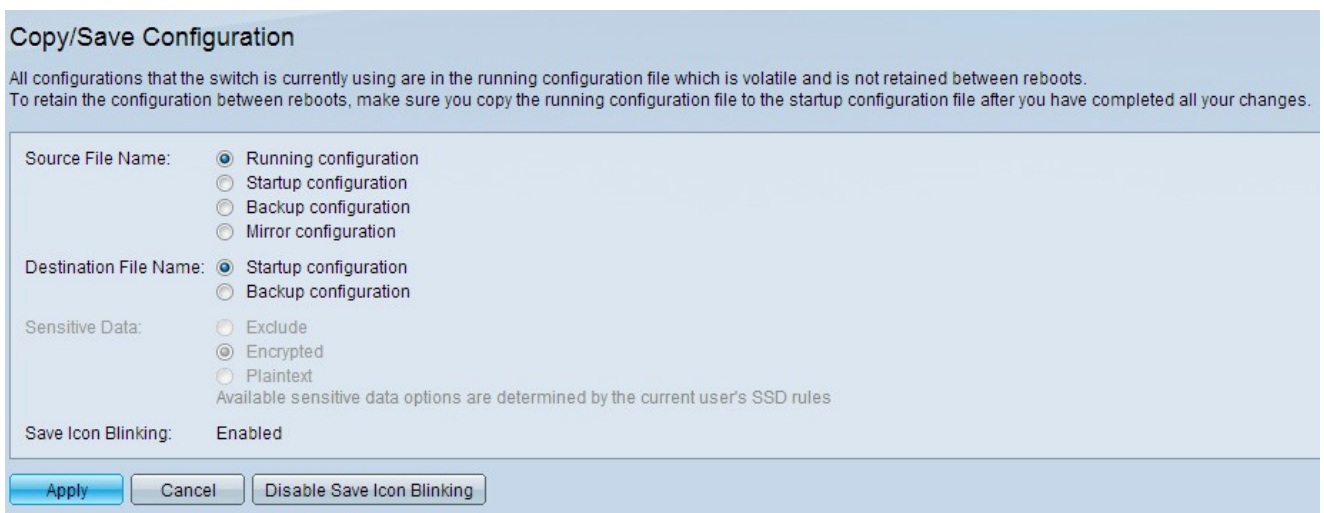 Copy/Save Configuration
All configurations that the switch is currently using are in the running configuration file which is volatile and is not retained between reboots.
To retain the configuration between reboots, make sure you copy the running configuration file to the startup configuration file after you have completed all your changes.
Source File Name: Running configuration
Startup configuration
Backup configuration
Mirror configuration
Destination File Name: Startup configuration
Backup configuration
Sensitive Data: Exclude
Encrypted
Plaintext
Available sensitive data options are determined by the current user's SSD rules
Save Icon Blinking: Enabled
Apply Cancel Disable Save Icon Blinking